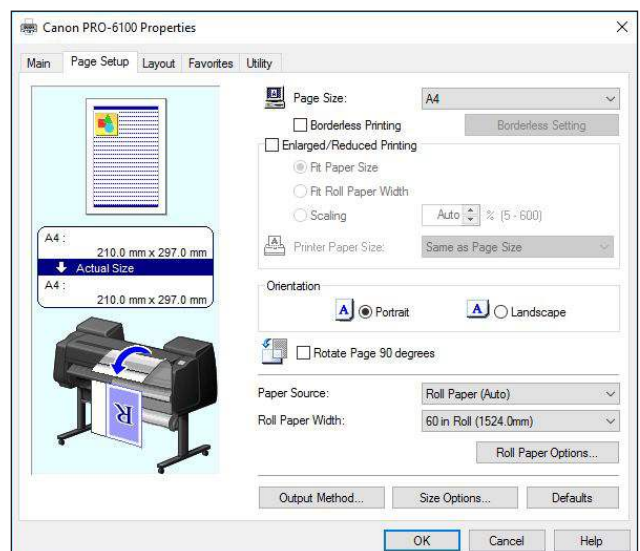 Canon PRO-6100 Properties
Main Page Setup Layout Favorites Utility
Page Size: A4
Borderless Printing Borderless Setting
Enlarged/Reduced Printing
Fit Paper Size
Fit Roll Paper Width
Scaling Auto % (5 - 600)
Printer Paper Size: Same as Page Size
A4 :
210.0 mm x 297.0 mm
Actual Size
A4 :
210.0 mm x 297.0 mm
Orientation
A Portrait A Landscape
Rotate Page 90 degrees
R
Paper Source: Roll Paper (Auto)
Roll Paper Width: 60 in Roll (1524.0mm)
Roll Paper Options...
Output Method... Size Options... Defaults
OK Cancel Help